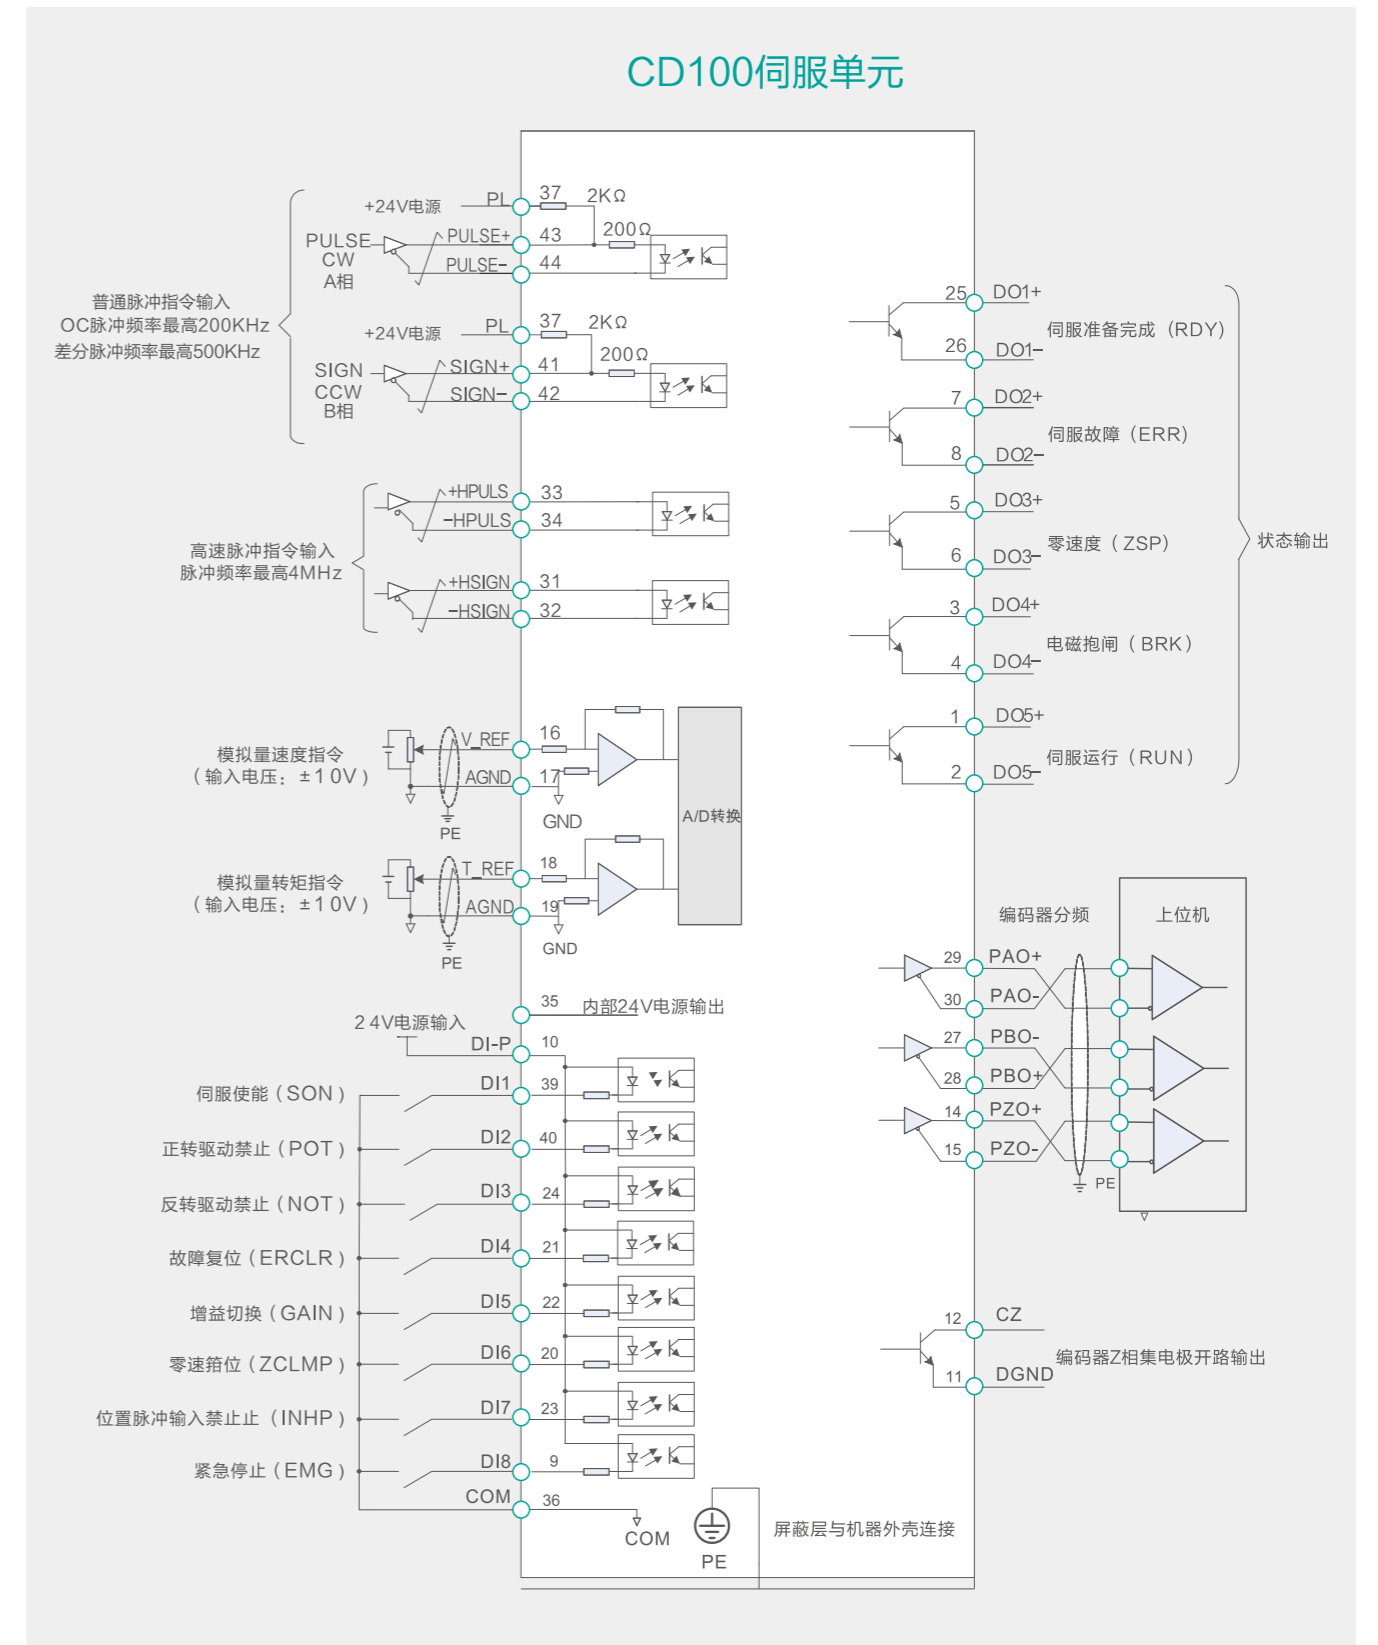 CD100伺服单元
+24V电源
PL
37
2KΩ
PULSE
CW
A相
PULSE+
43
200Ω
PULSE-
44
普通脉冲指令输入
OC脉冲频率最高200KHz
差分脉冲频率最高500KHz
+24V电源
PL
37
2KΩ
SIGN
CCW
B相
SIGN+
41
200Ω
SIGN-
42
+HPULS
33
-HPULS
34
高速脉冲指令输入
脉冲频率最高4MHz
+HSIGN
31
-HSIGN
32
模拟量速度指令
(输入电压：±10V)
V_REF
16
AGND
17
GND
PE
A/D转换
模拟量转矩指令
(输入电压：±10V)
T_REF
18
AGND
19
GND
PE
35
内部24V电源输出
24V电源输入
DI-P
10
伺服使能(SON)
DI1
39
正转驱动禁止(POT)
DI2
40
反转驱动禁止(NOT)
DI3
24
故障复位(ERCLR)
DI4
21
增益切换(GAIN)
DI5
22
零速箝位(ZCLMP)
DI6
20
位置脉冲输入禁止止(INHP)
DI7
23
紧急停止(EMG)
DI8
9
COM
36
COM
PE
屏蔽层与机器外壳连接
25
DO1+
伺服准备完成(RDY)
26
DO1-
7
DO2+
伺服故障(ERR)
8
DO2-
5
DO3+
零速度(ZSP)
6
DO3-
3
DO4+
电磁抱闸(BRK)
4
DO4-
1
DO5+
伺服运行(RUN)
2
DO5-
状态输出
编码器分频
上位机
29
PAO+
30
PAO-
27
PBO-
28
PBO+
14
PZO+
15
PZO-
PE
12
CZ
编码器Z相集电极开路输出
11
DGND